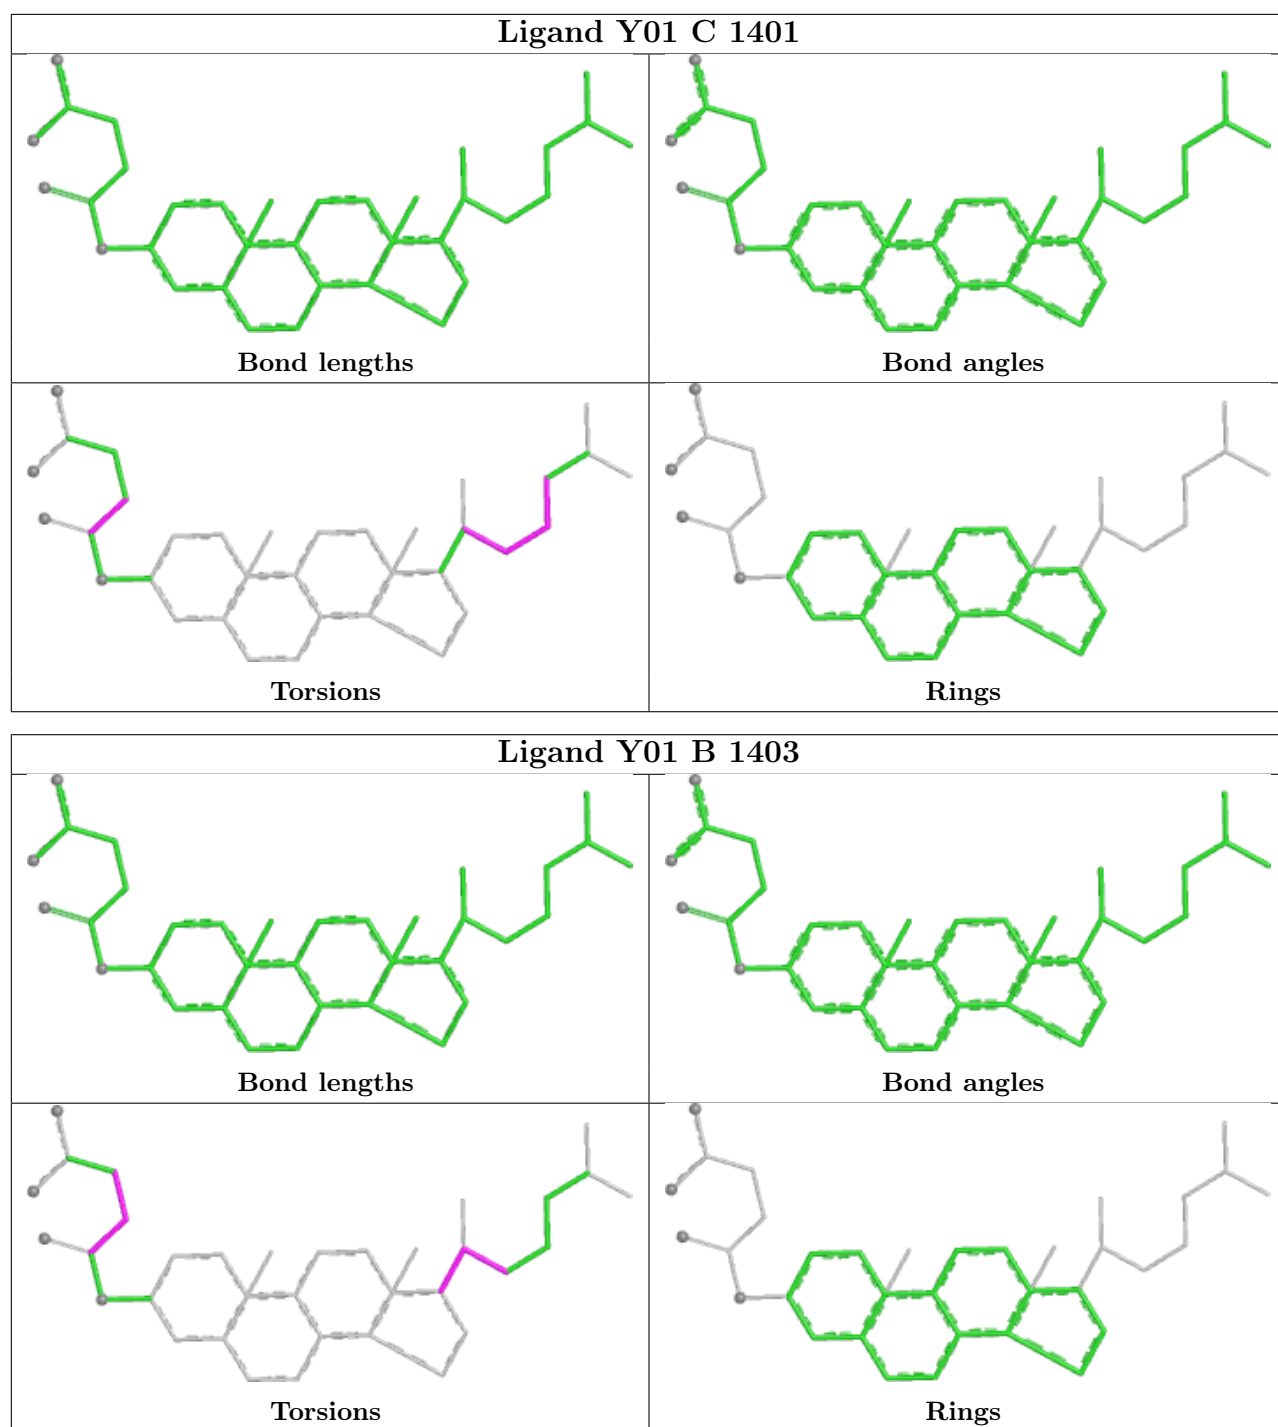 Ligand Y01 C 1401
Bond lengths
Bond angles
Torsions
Rings
Ligand Y01 B 1403
Bond lengths
Bond angles
Torsions
Rings